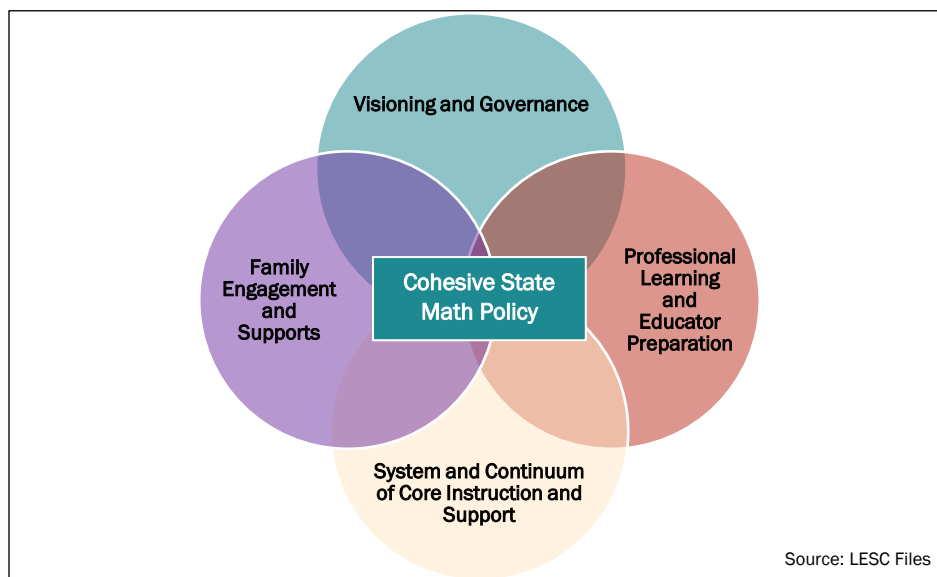 Visioning and Governance
Family
Engagement
and
Supports
Cohesive State
Math Policy
Professional
Learning
and
Educator
Preparation
System and Continuum
of Core Instruction and
Support
Source: LESC Files